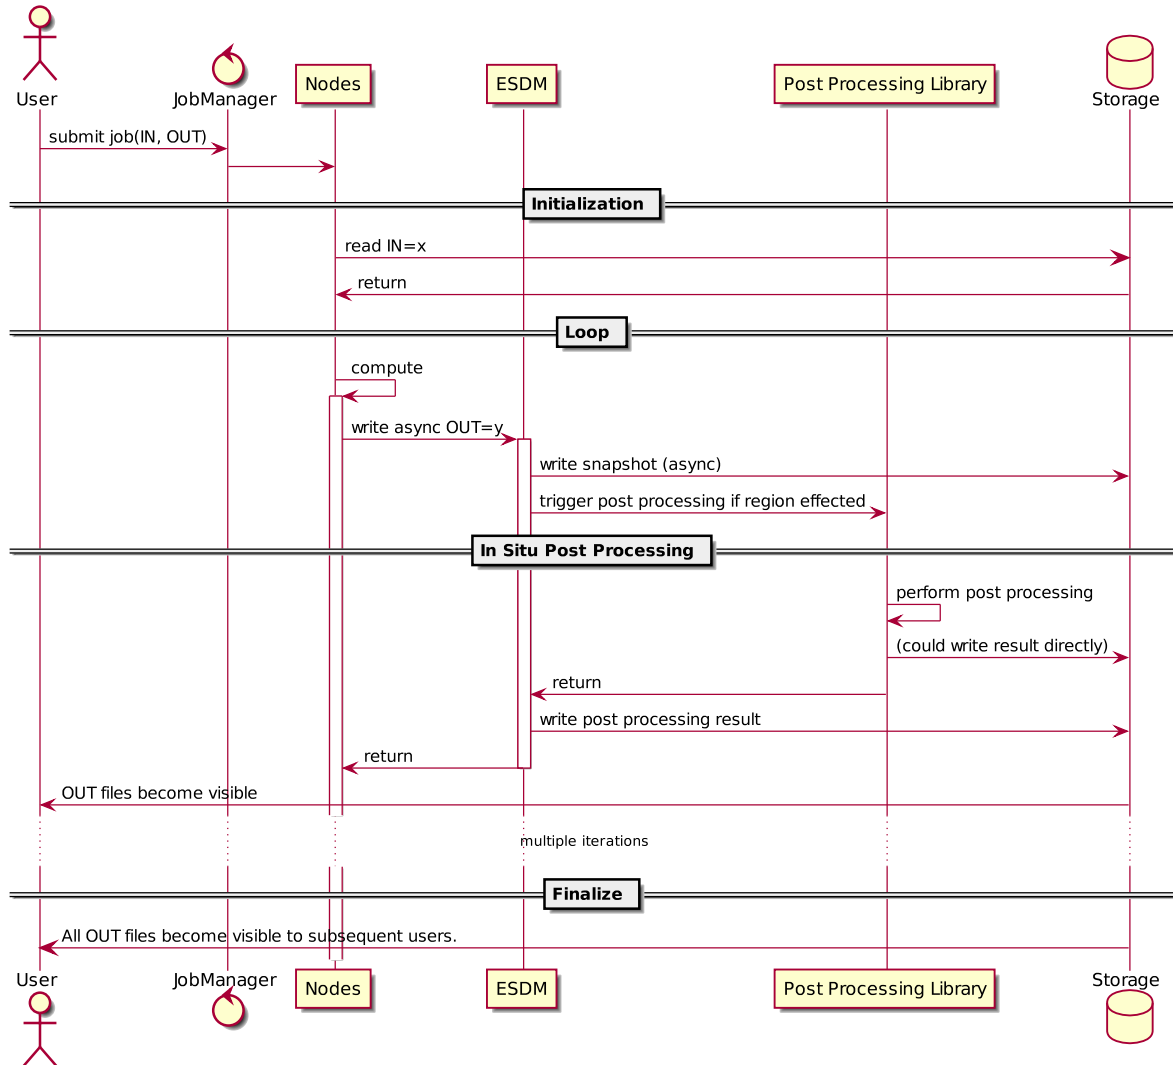 User
JobManager
Nodes
ESDM
Post Processing Library
Storage
submit job(IN, OUT)
Initialization
read IN=x
return
Loop
compute
write async OUT=y
write snapshot (async)
trigger post processing if region effected
In Situ Post Processing
perform post processing
(could write result directly)
return
write post processing result
return
OUT files become visible
multiple iterations
Finalize
All OUT files become visible to subsequent users.
User
JobManager
Nodes
ESDM
Post Processing Library
Storage